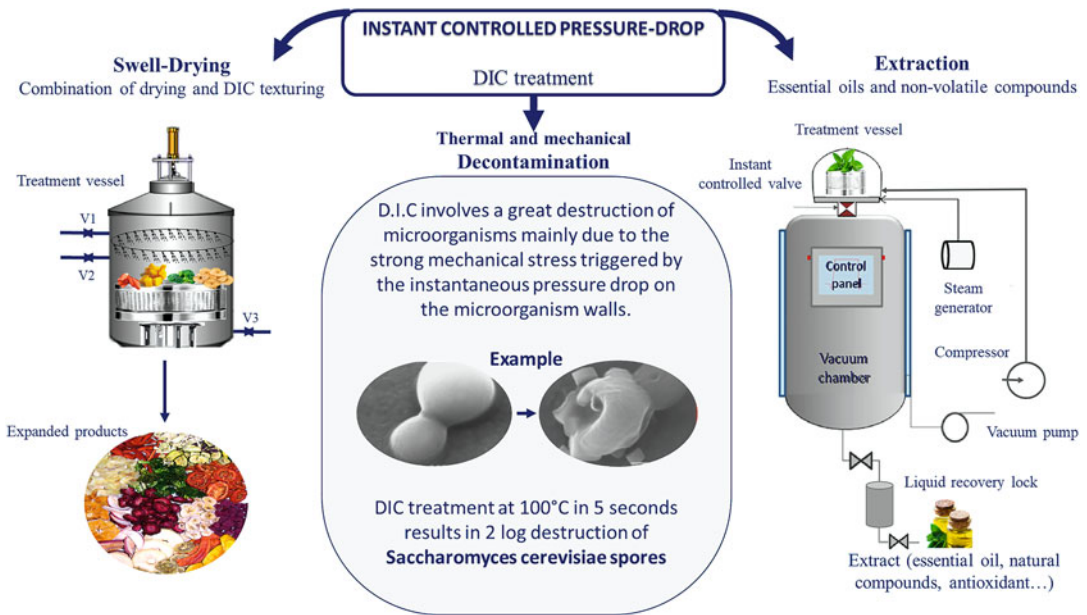 INSTANT CONTROLLED PRESSURE-DROP
DIC treatment
Swell-Drying
Combination of drying and DIC texturing
Treatment vessel
V1
V2
V3
Expanded products
Thermal and mechanical
Decontamination
D.I.C involves a great destruction of
microorganisms mainly due to the
strong mechanical stress triggered by
the instantaneous pressure drop on
the microorganism walls.
Example
DIC treatment at 100°C in 5 seconds
results in 2 log destruction of
Saccharomyces cerevisiae spores
Extraction
Essential oils and non-volatile compounds
Treatment vessel
Instant
controlled valve
Control
panel
Steam
generator
Compressor
Vacuum
chamber
Vacuum pump
Liquid recovery lock
Extract (essential oil, natural
compounds, antioxidant…)